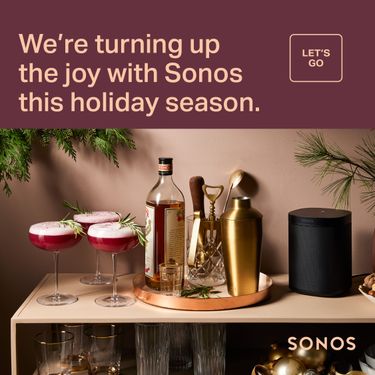 We’re turning up
the joy with Sonos
this holiday season.
LET’S
GO
SONOS